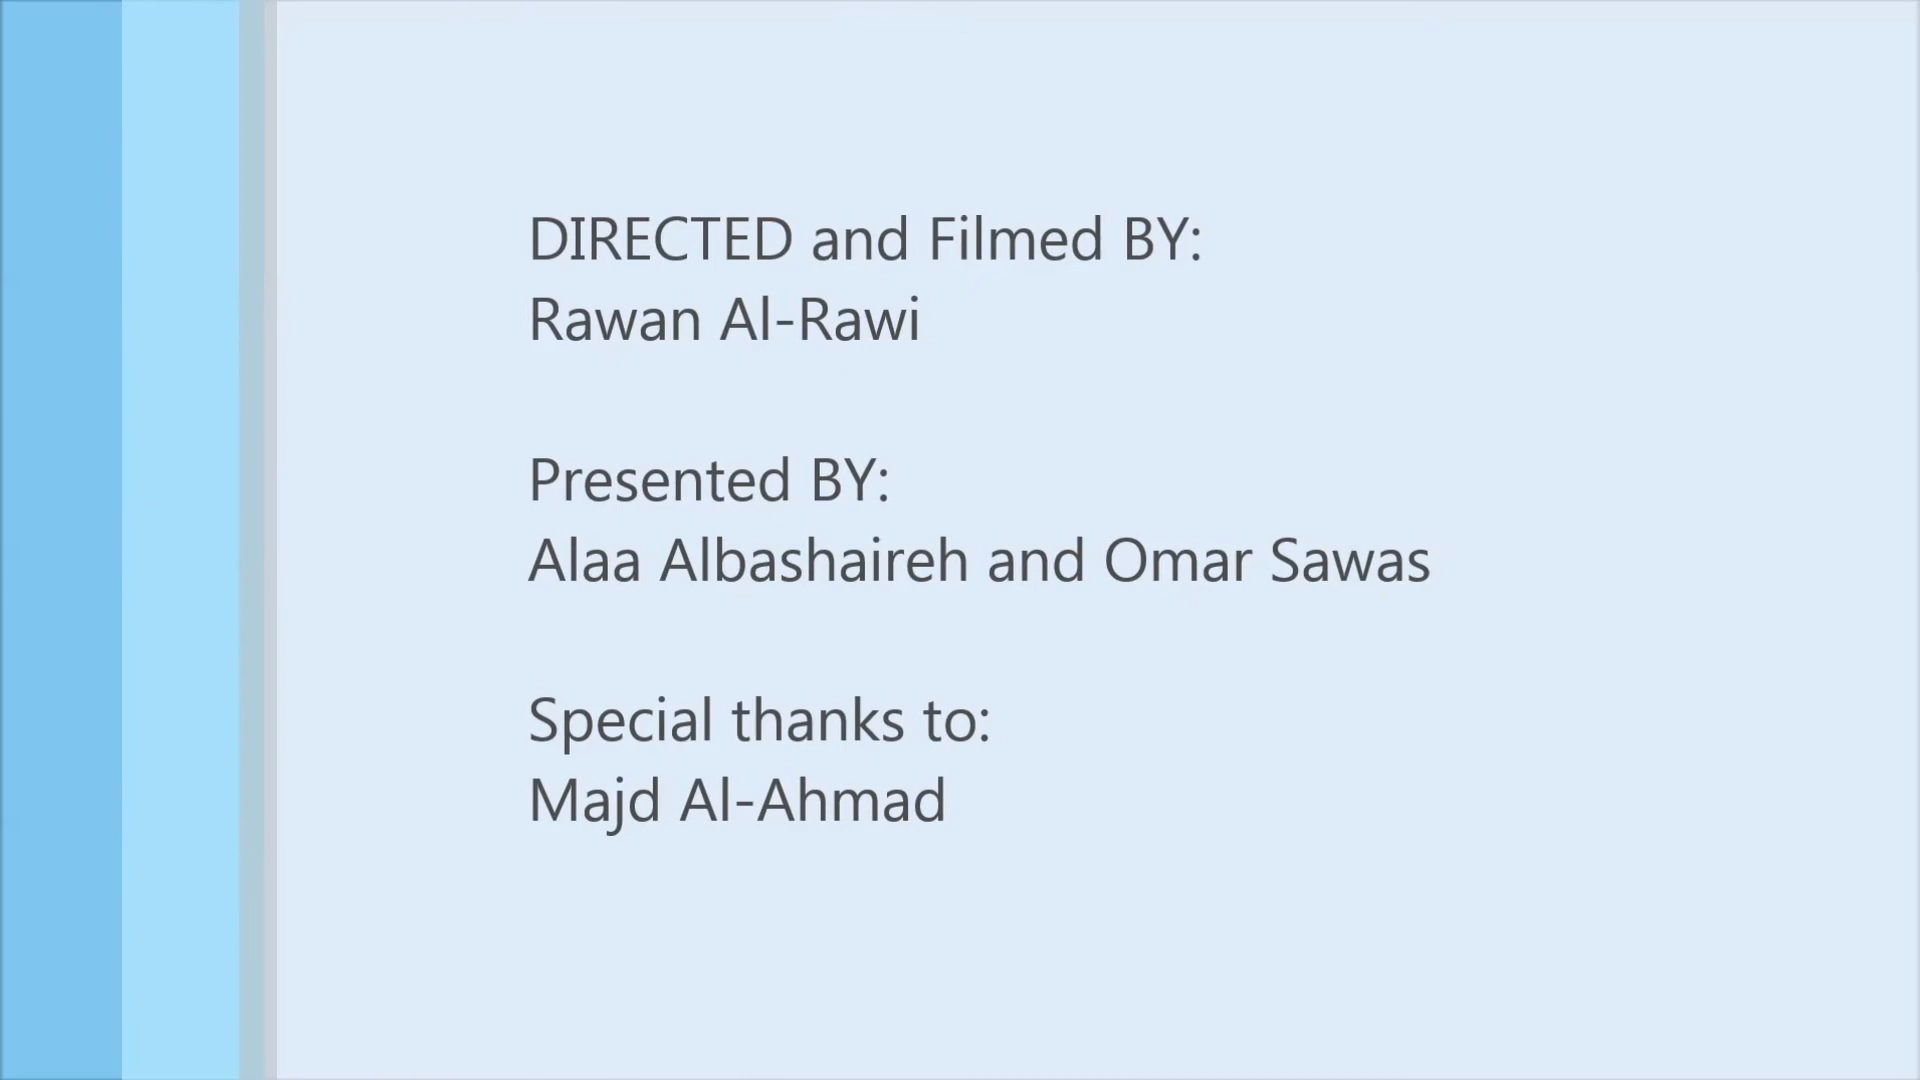 DIRECTED and Filmed BY:
Rawan Al-Rawi
Presented BY:
Alaa Albashaireh and Omar Sawas
Special thanks to:
Majd Al-Ahmad